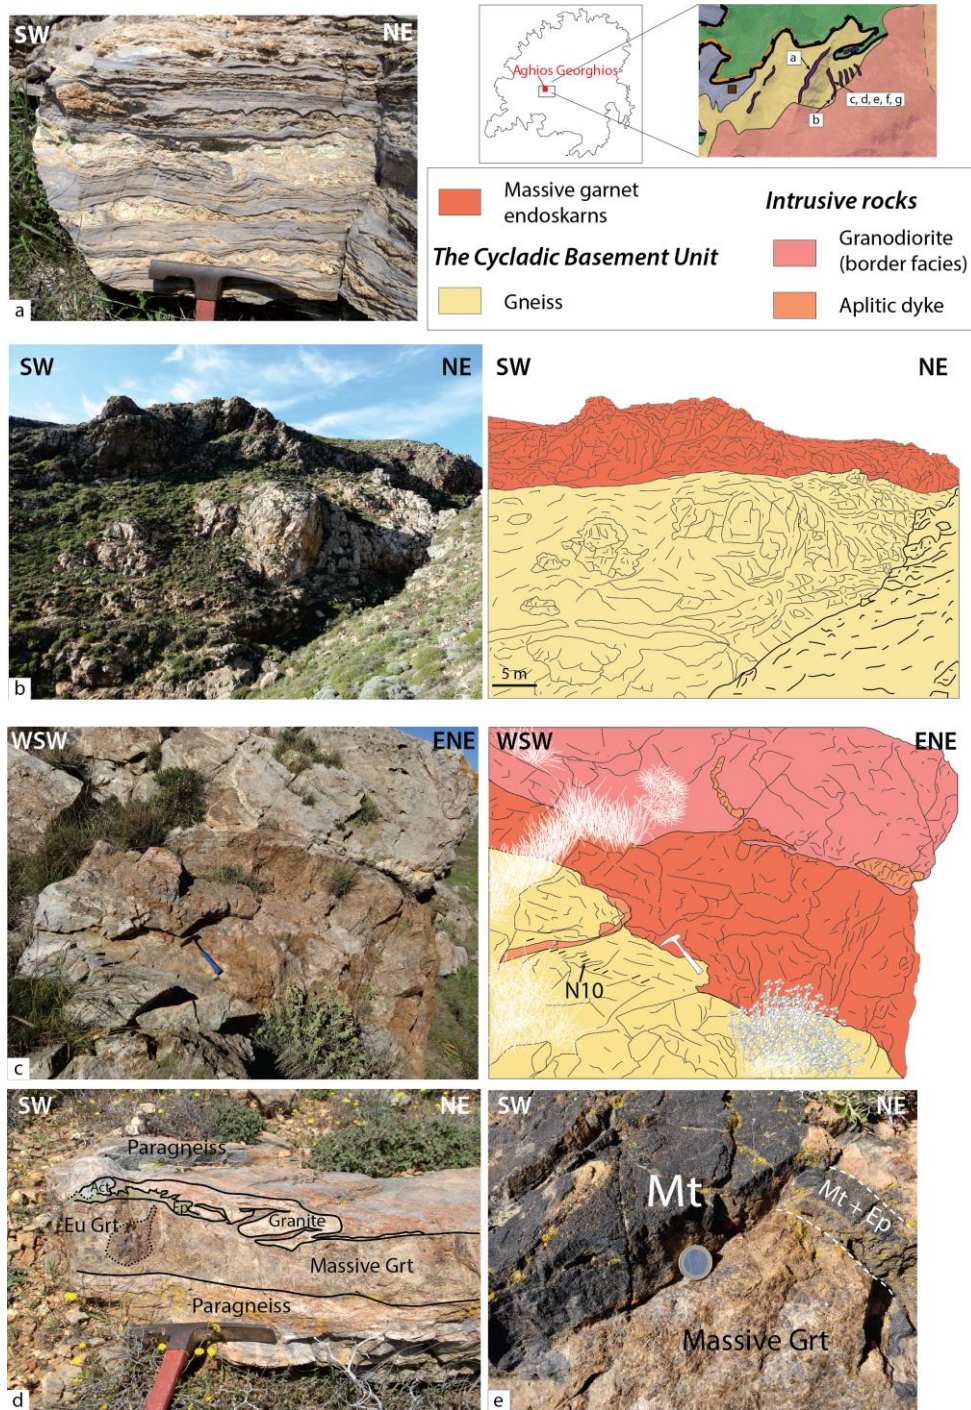 SW
NE
a
Aghios Georghios
a
c, d, e, f, g
b
Massive garnet
endoskarns
The Cycladic Basement Unit
Gneiss
Intrusive rocks
Granodiorite
(border facies)
Aplitic dyke
SW
NE
b
SW
NE
5 m
WSW
ENE
c
WSW
ENE
N10
SW
NE
Paragneiss
Act
Ep
Eu Grt
Granite
Massive Grt
Paragneiss
d
SW
NE
Mt
Mt + Ep
Massive Grt
e